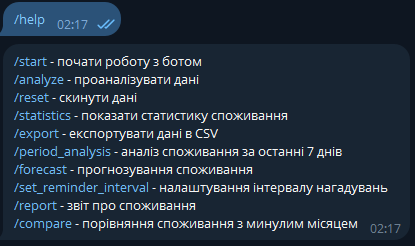 /help
02:17
/start - почати роботу з ботом
/analyze - проаналізувати дані
/reset - скинути дані
/statistics - показати статистику споживання
/export - експортувати дані в CSV
/period_analysis - аналіз споживання за останні 7 днів
/forecast - прогнозування споживання
/set_reminder_interval - налаштування інтервалу нагадувань
/report - звіт про споживання
/compare - порівняння споживання з минулим місяцем
02:17